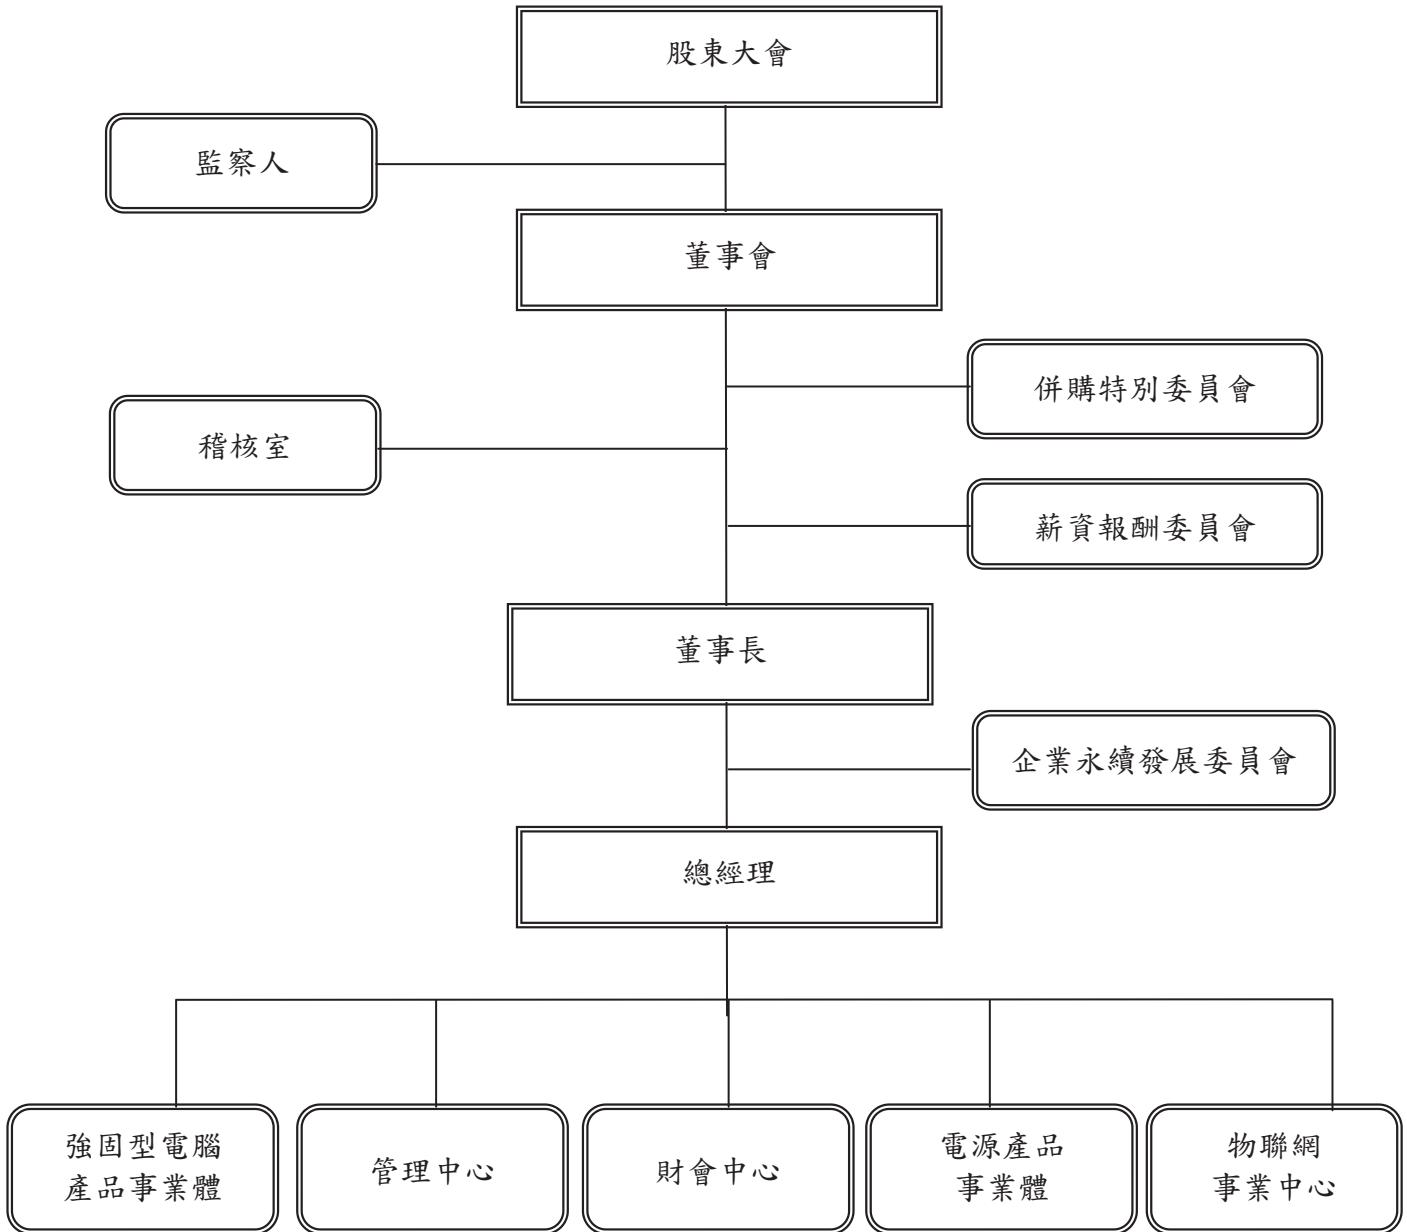 股東大會
監察人
董事會
併購特別委員會
稽核室
薪資報酬委員會
董事長
企業永續發展委員會
總經理
強固型電腦
產品事業體
管理中心
財會中心
電源產品
事業體
物聯網
事業中心